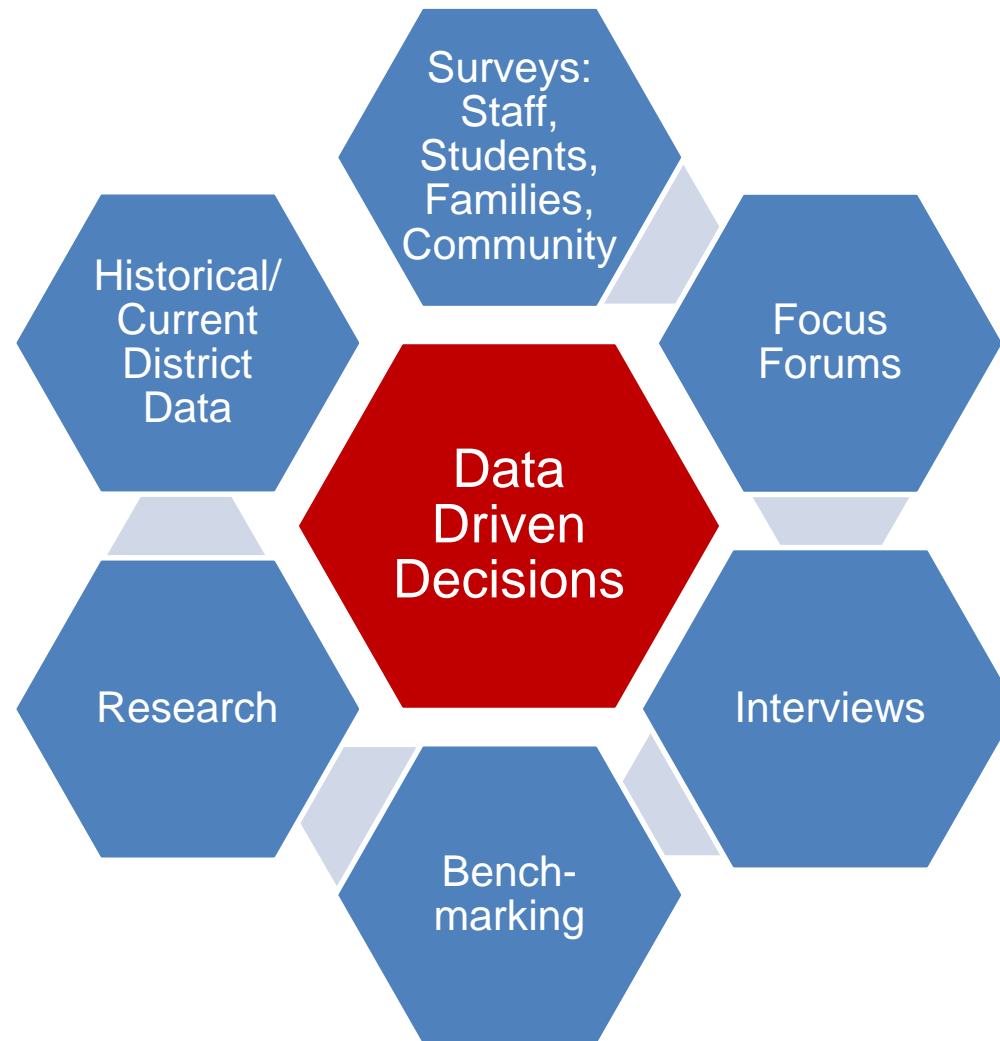 Surveys:
Staff,
Students,
Families,
Community
Historical/
Current
District
Data
Focus
Forums
Data
Driven
Decisions
Research
Interviews
Bench-
marking